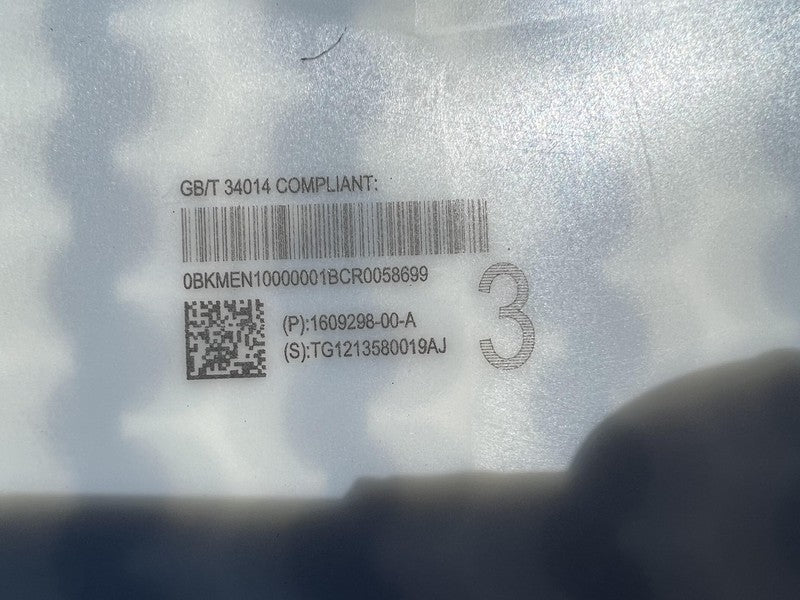 GB/T 34014 COMPLIANT:
0BKMEN10000001BCR0058699
(P):1609298-00-A
(S):TG1213580019AJ
3